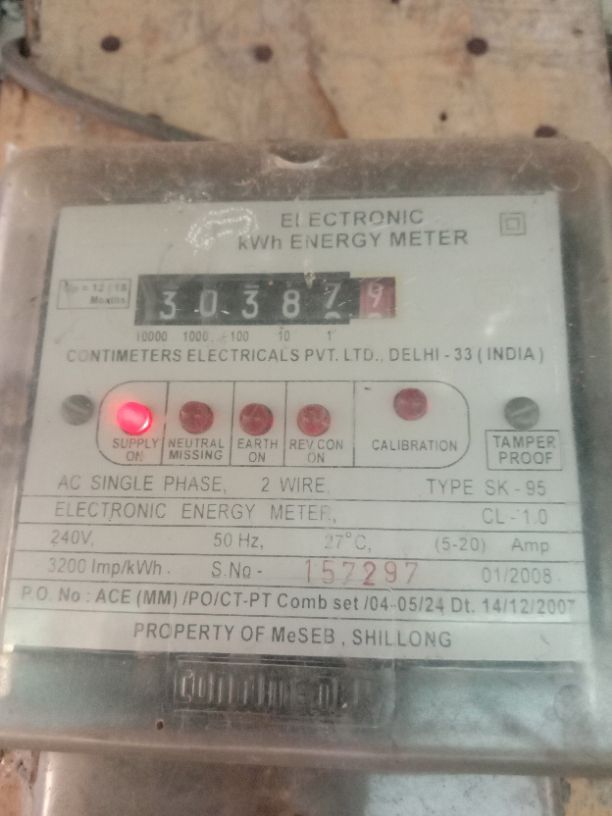 ELECTRONIC
kWh ENERGY METER
= 12 / 18
Months
3 0 3 8 7 9
10000 1000 100 10 1
CONTIMETERS ELECTRICALS PVT. LTD., DELHI - 33 ( INDIA )
SUPPLY ON
NEUTRAL MISSING
EARTH ON
REV.CON ON
CALIBRATION
TAMPER PROOF
AC SINGLE PHASE, 2 WIRE, TYPE SK - 95
ELECTRONIC ENERGY METER, CL - 1.0
240V, 50 Hz, 27°C, (5-20) Amp
3200 Imp/kWh. S.No - 157297 01/2008
P.O. No : ACE (MM) /PO/CT-PT Comb set /04-05/24 Dt. 14/12/2007
PROPERTY OF MeSEB, SHILLONG